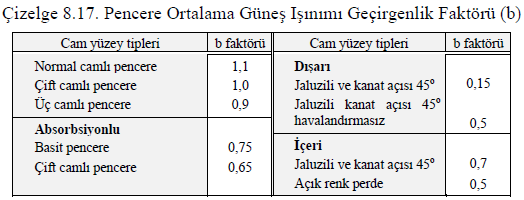 Çizelge 8.17. Pencere Ortalama Güneş Işınımı Geçirgenlik Faktörü (b)
Cam yüzey tipleri b faktörü Cam yüzey tipleri b faktörü
Normal camlı pencere 1,1
Çift camlı pencere 1,0
Üç camlı pencere 0,9
Absorbsiyonlu
Basit pencere 0,75
Çift camlı pencere 0,65
Dışarı
Jaluzili ve kanat açısı 45° 0,15
Jaluzili kanat açısı 45°
havalandırmasız 0,5
İçeri
Jaluzili ve kanat açısı 45° 0,7
Açık renk perde 0,5